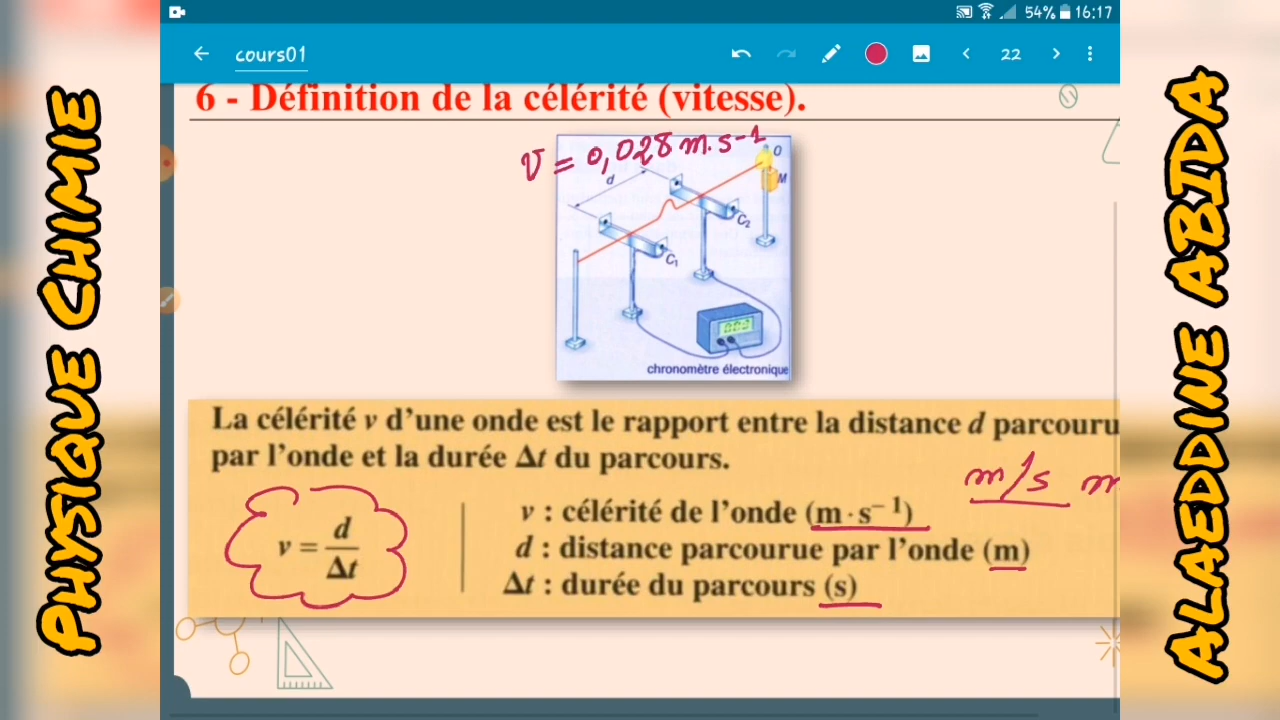 PHYSIQUE CHIMIE
54% 16:17
cours01
22
6 - Définition de la célérité (vitesse).
v = 0,028 m.s-1
O
d
M
C2
C1
chronomètre électronique
La célérité v d'une onde est le rapport entre la distance d parcouru
par l'onde et la durée Δt du parcours.
m/s m
v = d/Δt
v : célérité de l'onde (m·s⁻¹)
d : distance parcourue par l'onde (m)
Δt : durée du parcours (s)
ALAEDDINE ABIDA